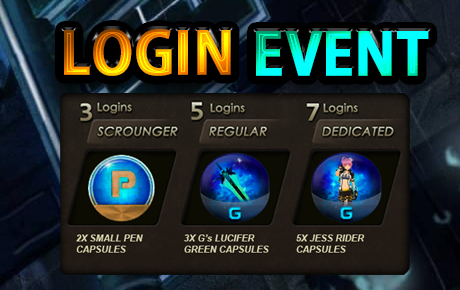 LOGIN EVENT
3 Logins 5 Logins 7 Logins
SCROUNGER REGULAR DEDICATED
P G G
2X SMALL PEN 3X G's LUCIFER 5X JESS RIDER
CAPSULES GREEN CAPSULES CAPSULES